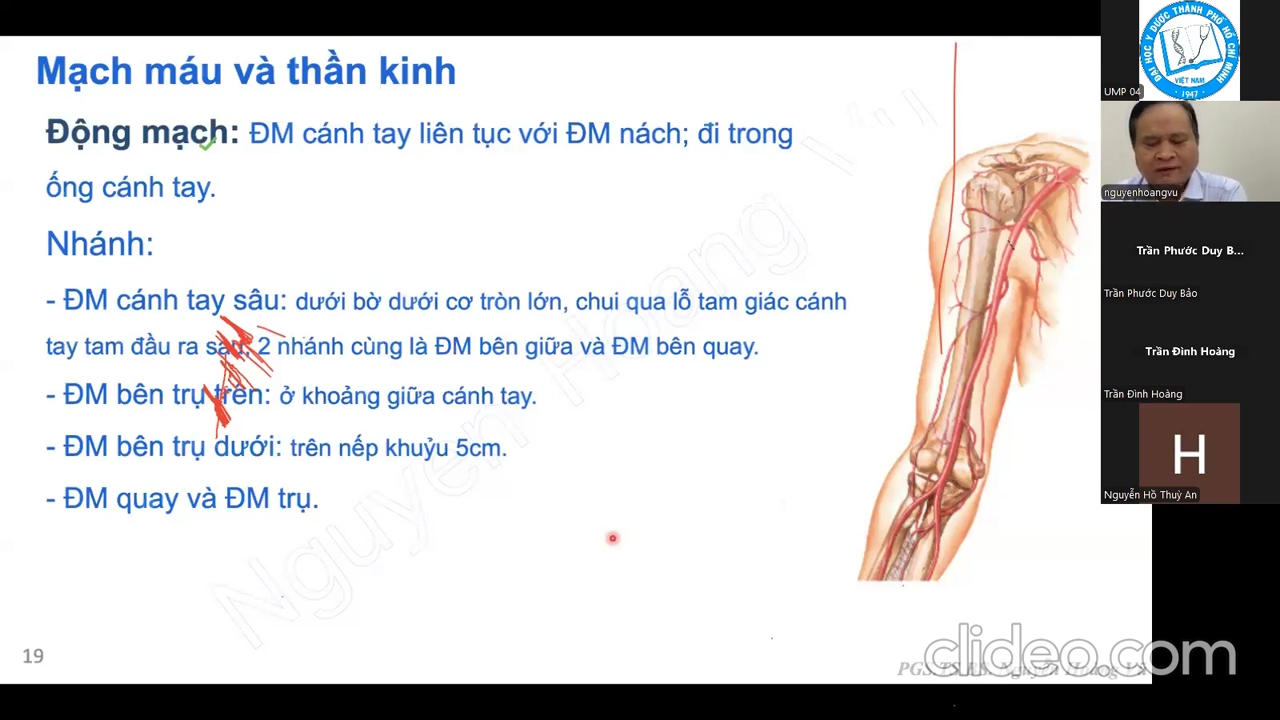 Mạch máu và thần kinh
Động mạch: ĐM cánh tay liên tục với ĐM nách; đi trong
ống cánh tay.
Nhánh:
- ĐM cánh tay sâu: dưới bờ dưới cơ tròn lớn, chui qua lỗ tam giác cánh
tay tam đầu ra sau, 2 nhánh cùng là ĐM bên giữa và ĐM bên quay.
- ĐM bên trụ trên: ở khoảng giữa cánh tay.
- ĐM bên trụ dưới: trên nếp khuỷu 5cm.
- ĐM quay và ĐM trụ.
19
PGS.TS.BS. Nguyễn Hoàng Vũ
clideo.com
Nguyen Hoang Vu
ĐẠI HỌC Y DƯỢC THÀNH PHỐ HỒ CHÍ MINH
VIỆT NAM
1947
UMP 04
nguyenhoangvu
Trần Phước Duy B...
Trần Phước Duy Bảo
Trần Đình Hoàng
Trần Đình Hoàng
H
Nguyễn Hồ Thuỳ An